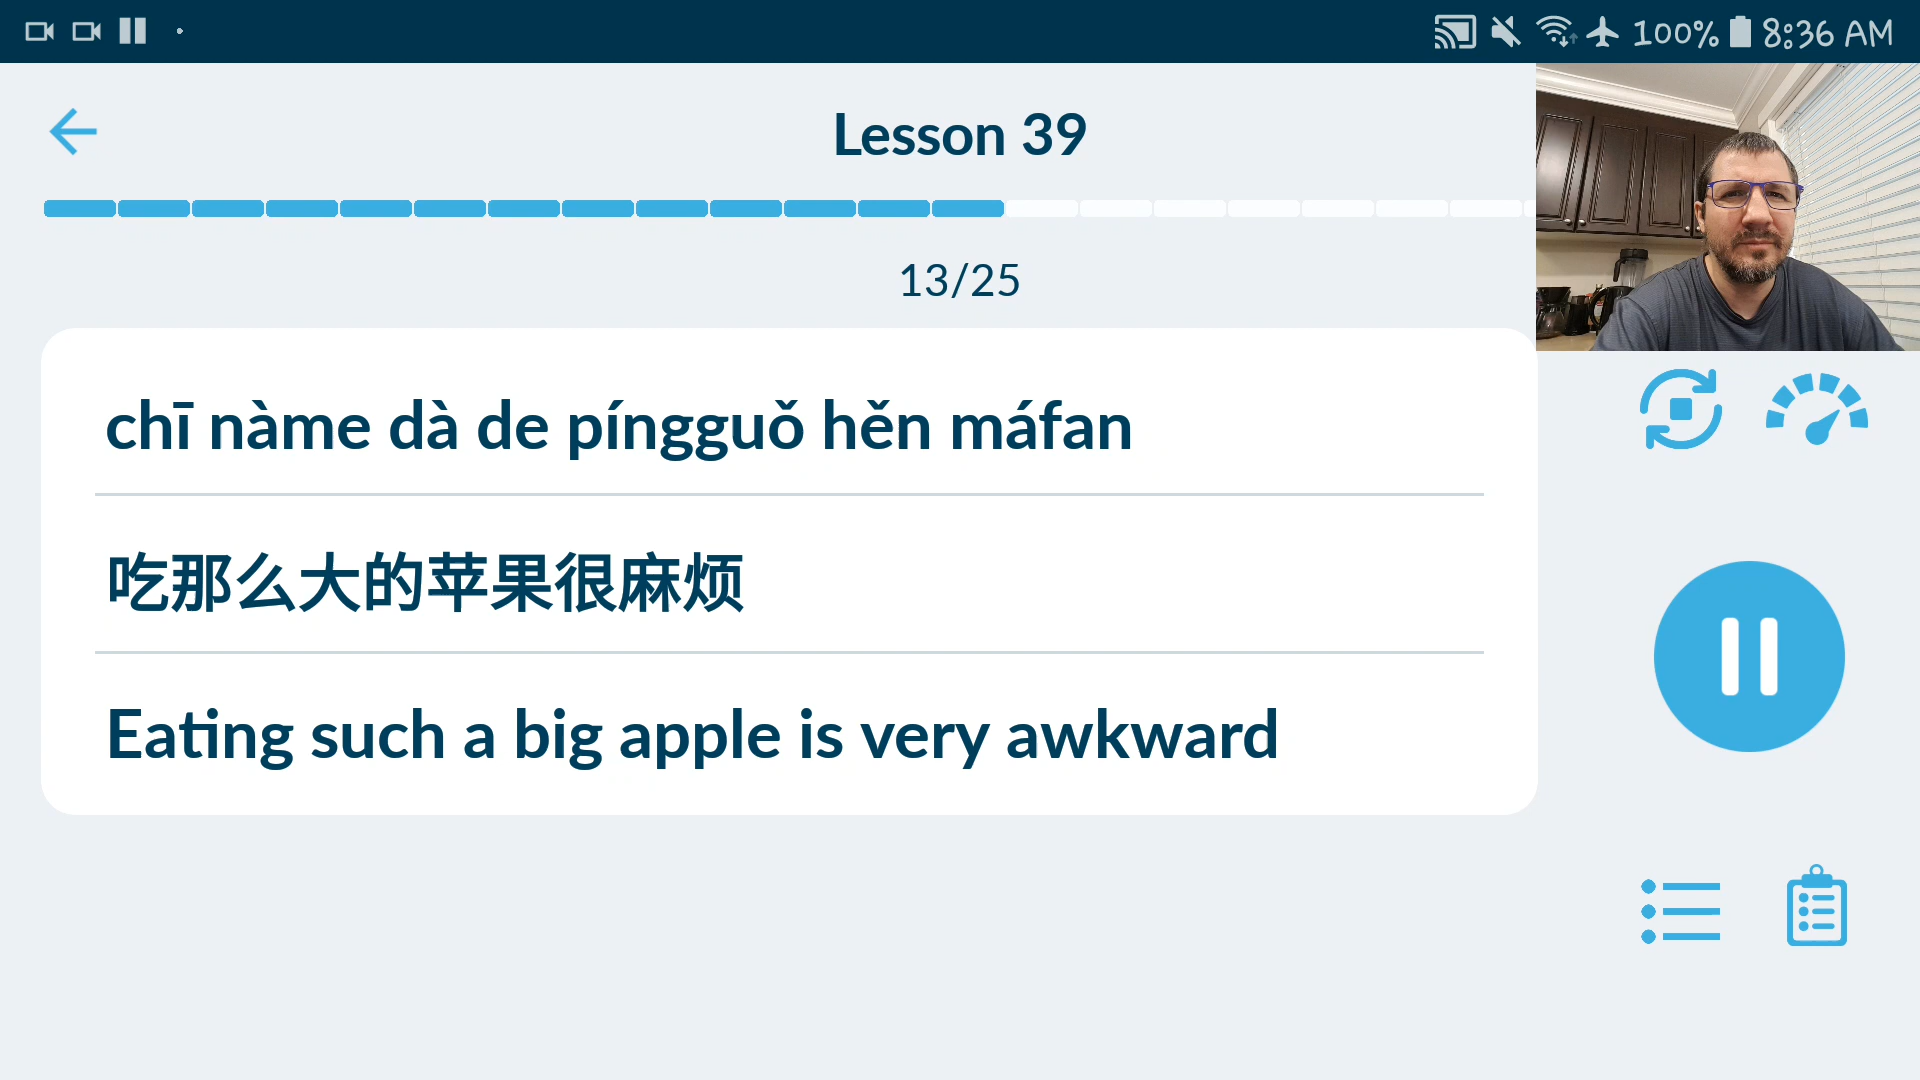 100% 8:36 AM
Lesson 39
13/25
chī nàme dà de píngguǒ hěn máfan
吃那么大的苹果很麻烦
Eating such a big apple is very awkward